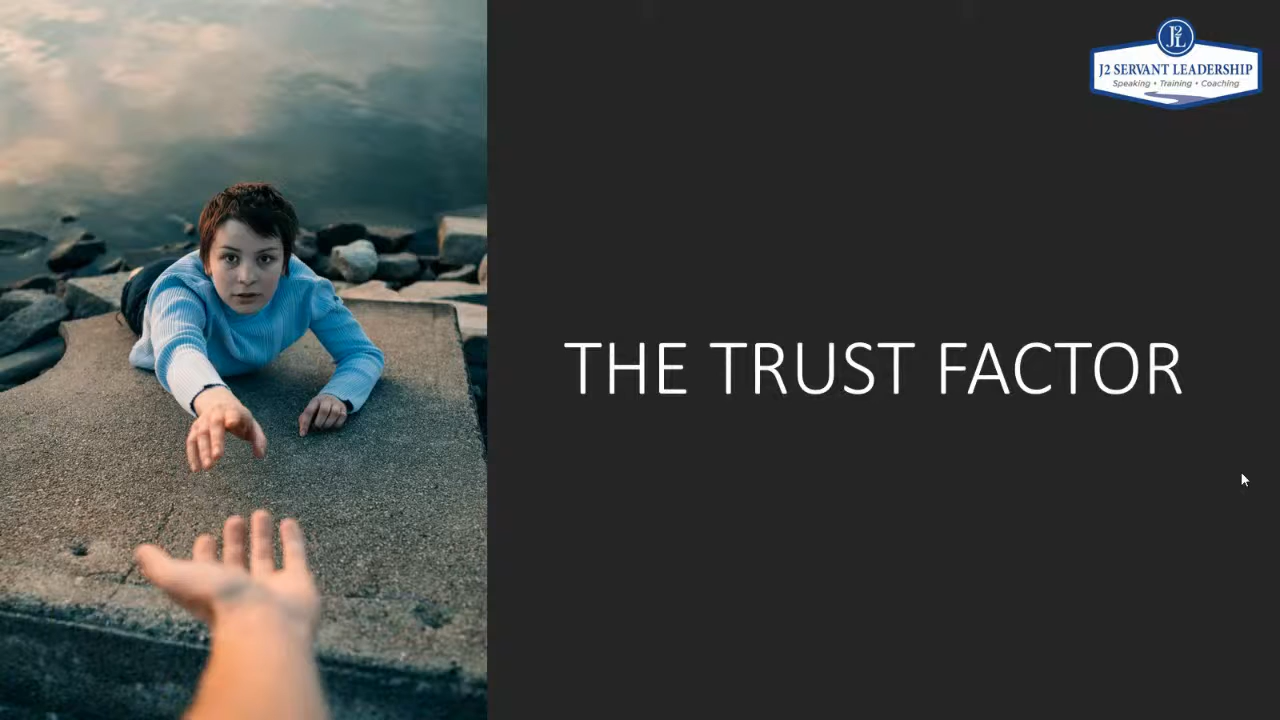 J2L
J2 SERVANT LEADERSHIP
Speaking • Training • Coaching
THE TRUST FACTOR